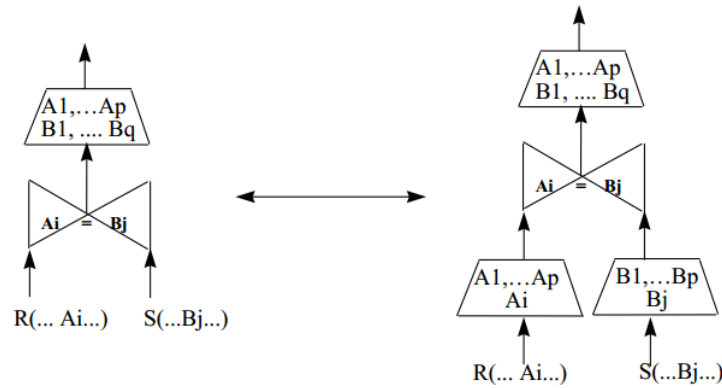 A1,...Ap
B1, .... Bq
Ai = Bj
R(... Ai...) S(...Bj...)
A1,...Ap
B1, .... Bq
Ai = Bj
A1,...Ap
Ai
B1,...Bp
Bj
R(... Ai...) S(...Bj...)